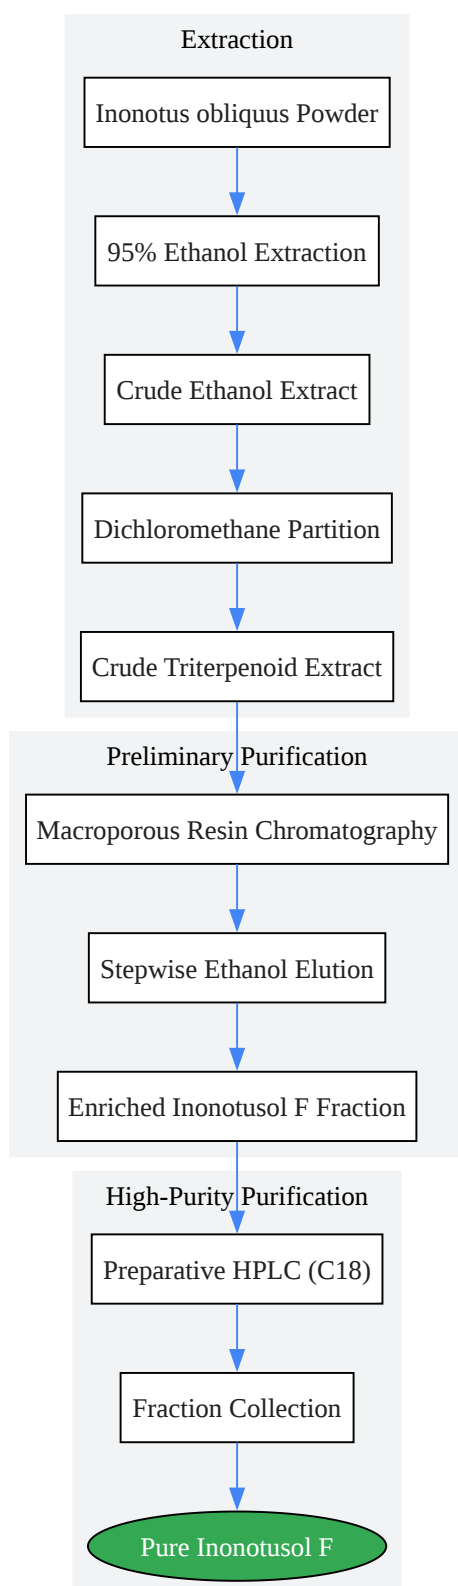 Extraction
Inonotus obliquus Powder
95% Ethanol Extraction
Crude Ethanol Extract
Dichloromethane Partition
Crude Triterpenoid Extract
Preliminary Purification
Macroporous Resin Chromatography
Stepwise Ethanol Elution
Enriched Inonotusol F Fraction
High-Purity Purification
Preparative HPLC (C18)
Fraction Collection
Pure Inonotusol F